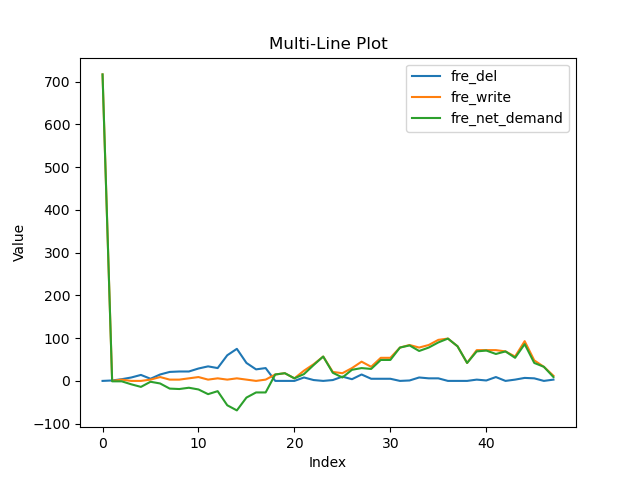 Multi-Line Plot
fre_del
fre_write
fre_net_demand
Value
700
600
500
400
300
200
100
0
−100
0 10 20 30 40
Index